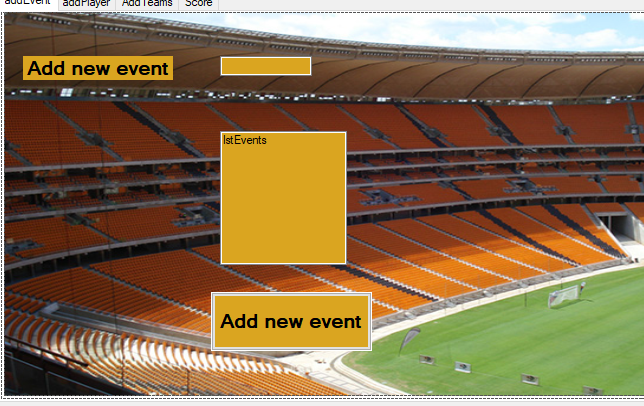 addEvent addPlayer AddTeams Score
Add new event
lstEvents
Add new event